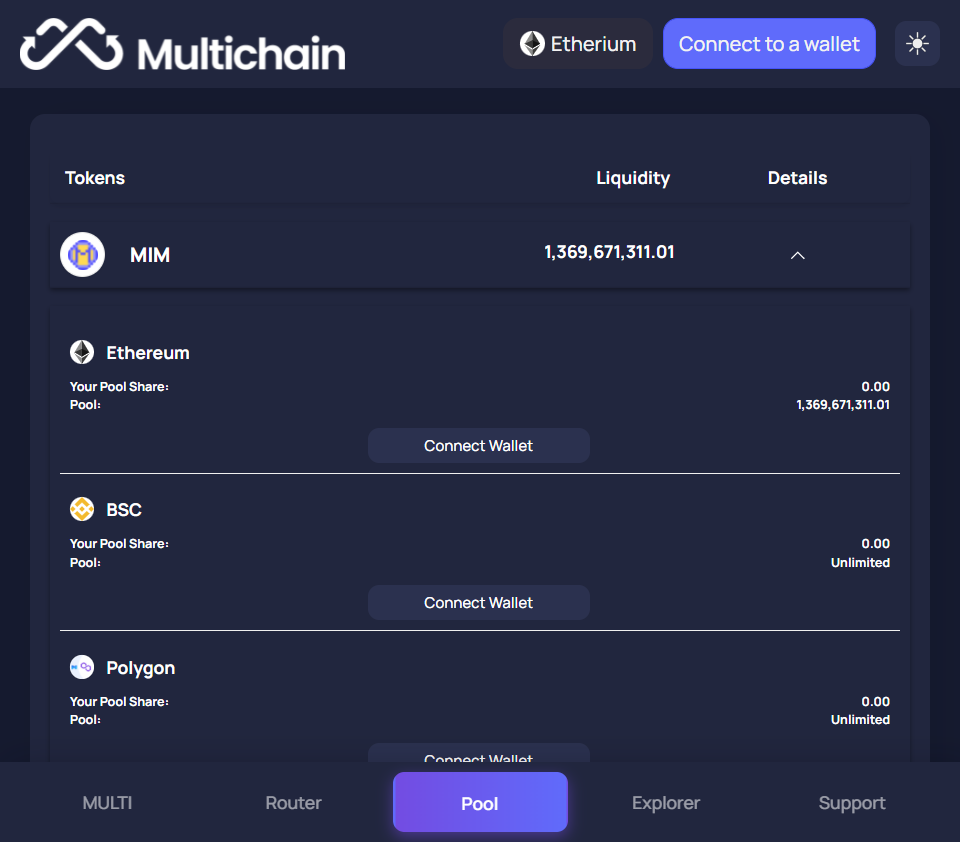 Multichain
Etherium
Connect to a wallet
Tokens Liquidity Details
MIM 1,369,671,311.01
Ethereum
Your Pool Share: 0.00
Pool: 1,369,671,311.01
Connect Wallet
BSC
Your Pool Share: 0.00
Pool: Unlimited
Connect Wallet
Polygon
Your Pool Share: 0.00
Pool: Unlimited
Connect Wallet
MULTI Router Pool Explorer Support